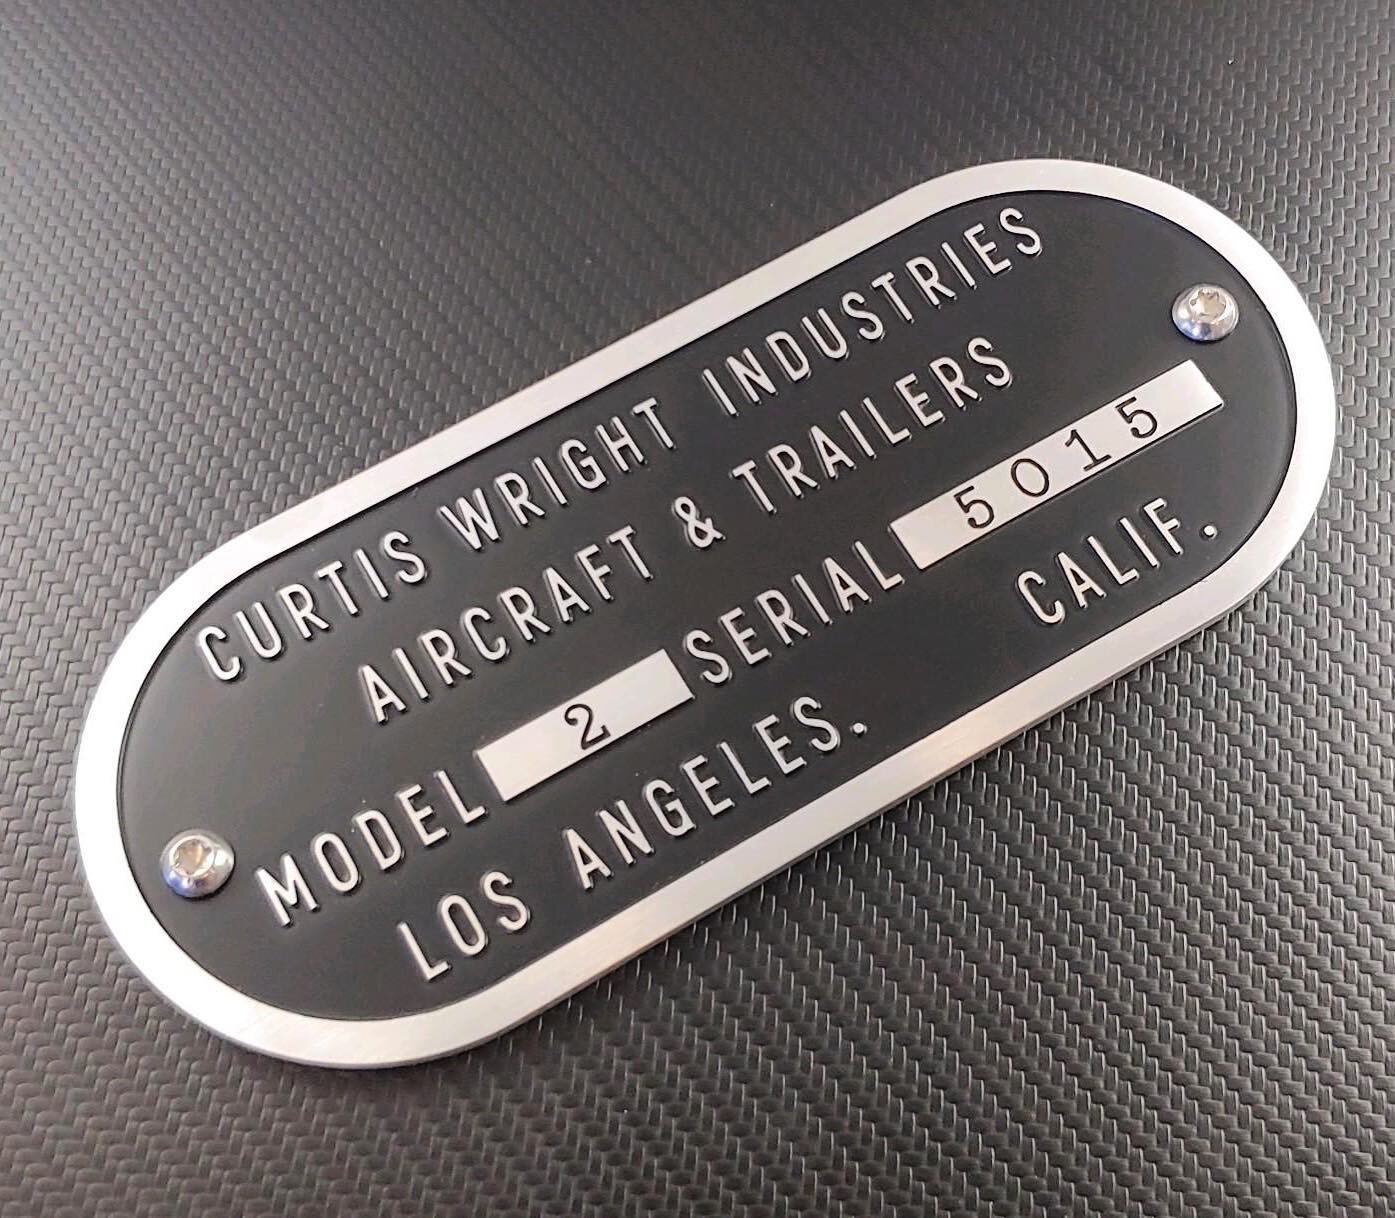 CURTIS WRIGHT INDUSTRIES
AIRCRAFT & TRAILERS
MODEL 2 SERIAL 5015
LOS ANGELES. CALIF.